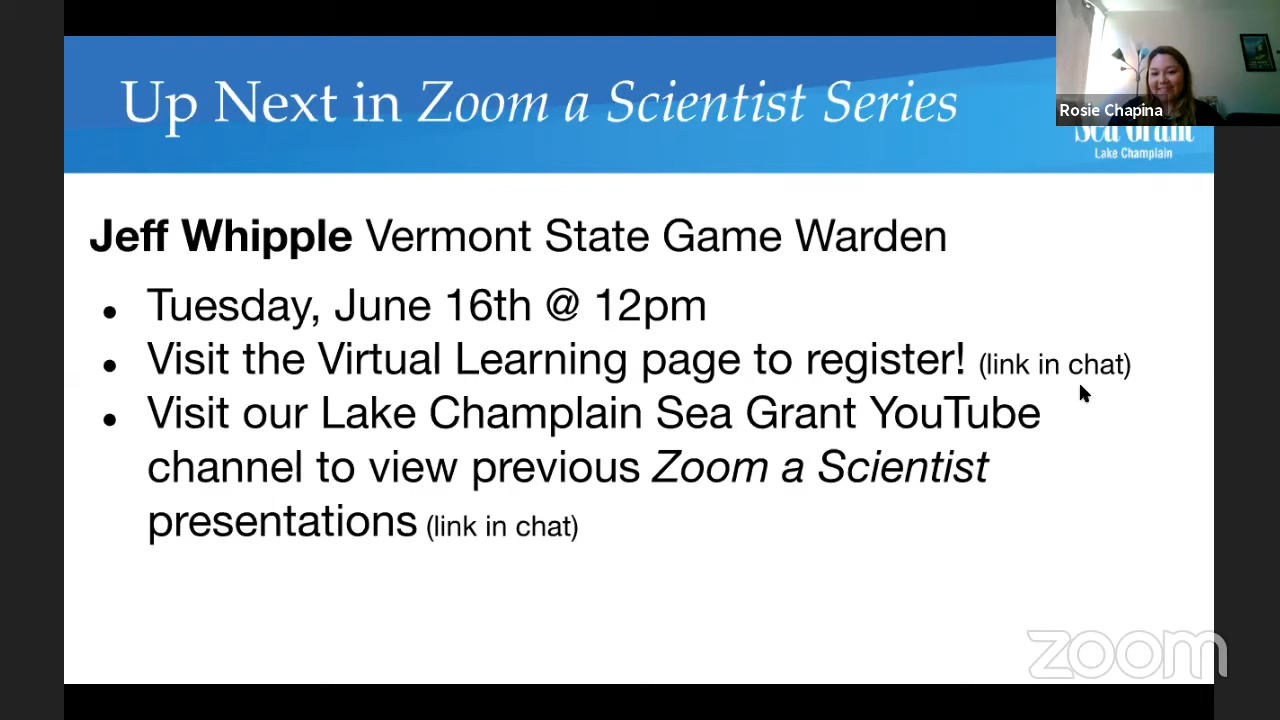 Up Next in Zoom a Scientist Series
Rosie Chapina
Sea Grant
Lake Champlain
Jeff Whipple Vermont State Game Warden
• Tuesday, June 16th @ 12pm
• Visit the Virtual Learning page to register! (link in chat)
• Visit our Lake Champlain Sea Grant YouTube
channel to view previous Zoom a Scientist
presentations (link in chat)
zoom